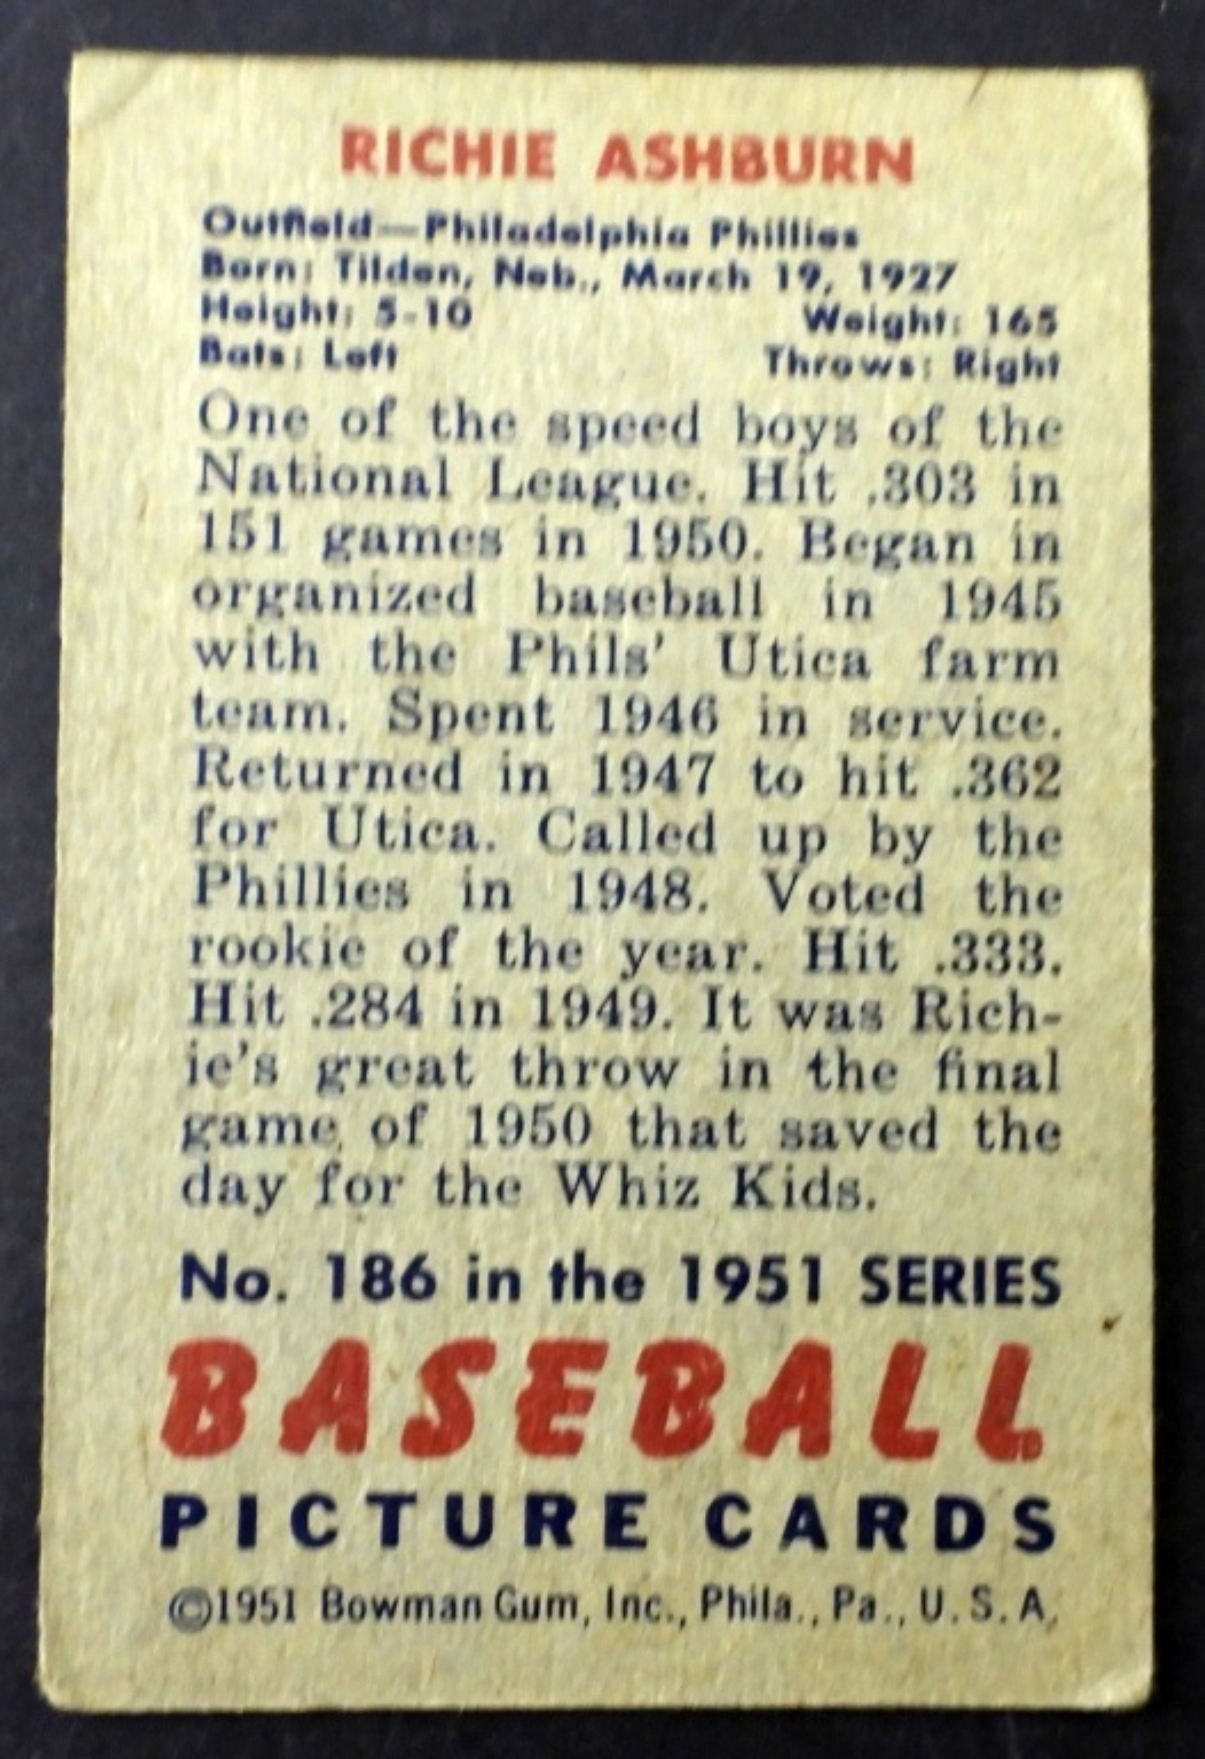 RICHIE ASHBURN
Outfield—Philadelphia Phillies
Born: Tilden, Neb., March 19, 1927
Height: 5-10 Weight: 165
Bats: Left Throws: Right
One of the speed boys of the
National League. Hit .303 in
151 games in 1950. Began in
organized baseball in 1945
with the Phils' Utica farm
team. Spent 1946 in service.
Returned in 1947 to hit .362
for Utica. Called up by the
Phillies in 1948. Voted the
rookie of the year. Hit .333.
Hit .284 in 1949. It was Rich-
ie's great throw in the final
game of 1950 that saved the
day for the Whiz Kids.
No. 186 in the 1951 SERIES
BASEBALL
PICTURE CARDS
©1951 Bowman Gum, Inc., Phila., Pa., U.S.A.